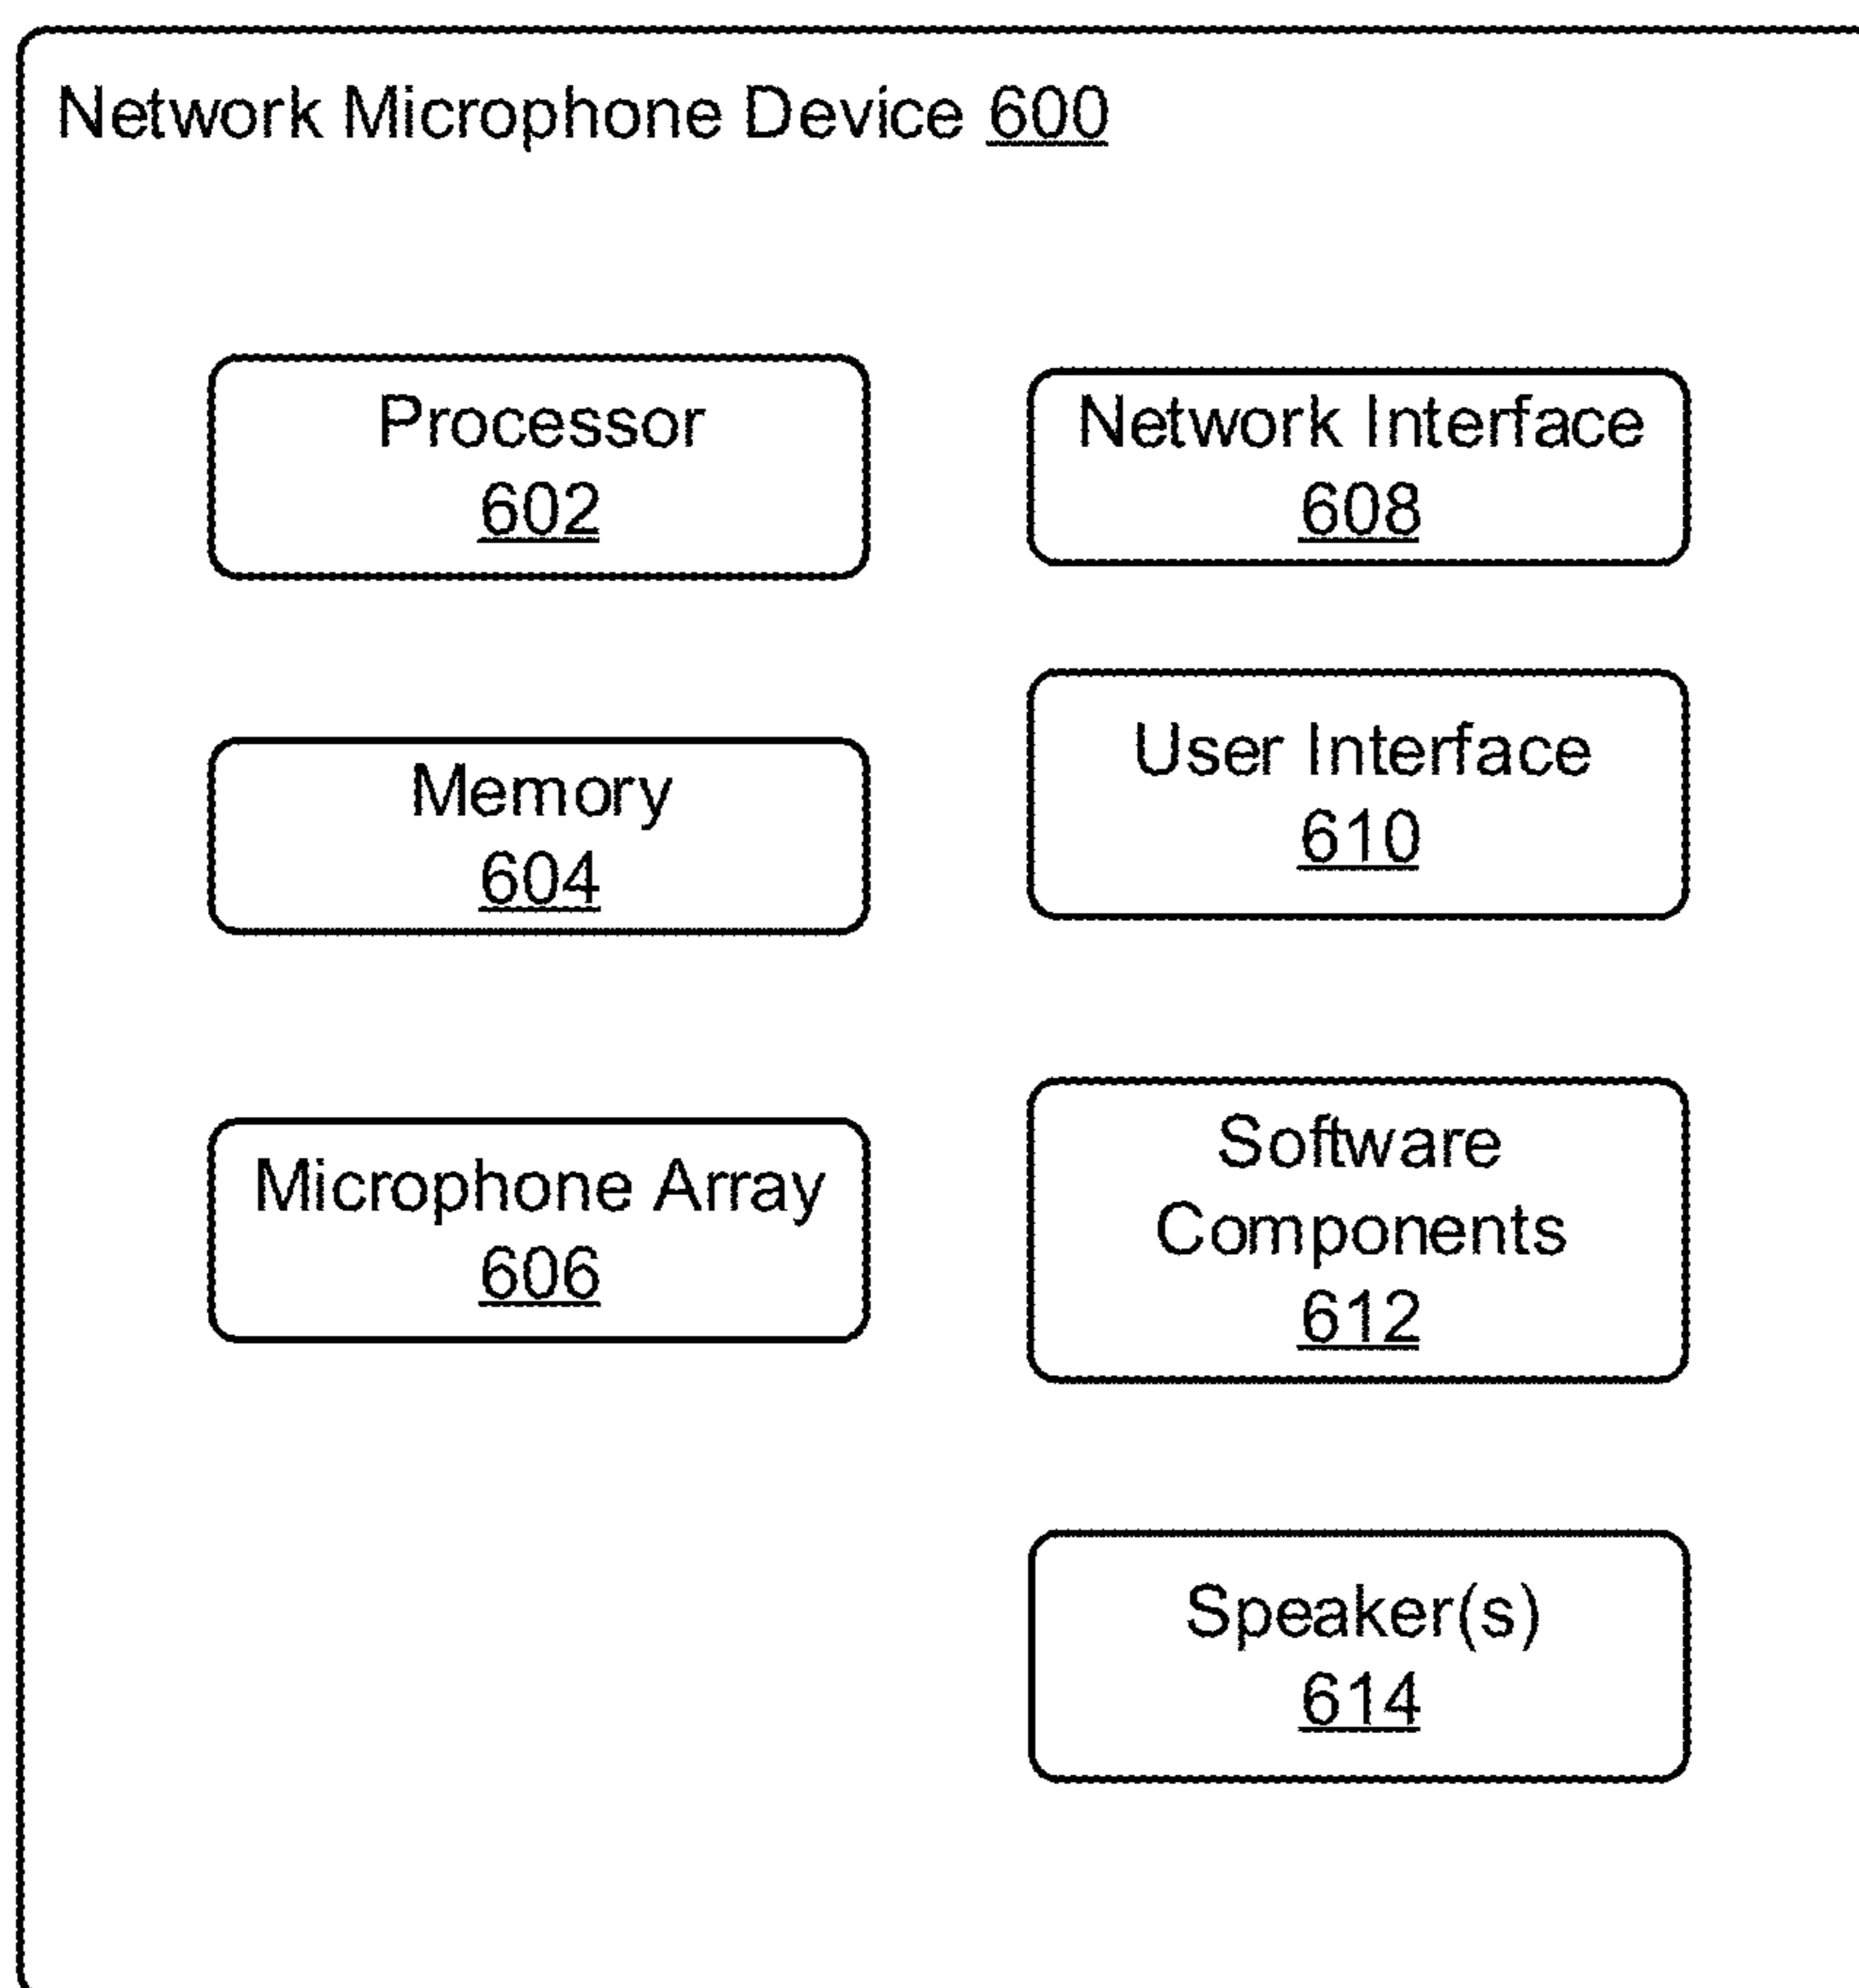 Network Microphone Device 600
Processor
602
Memory
604
Microphone Array
606
Network Interface
608
User Interface
610
Software
Components
612
Speaker(s)
614